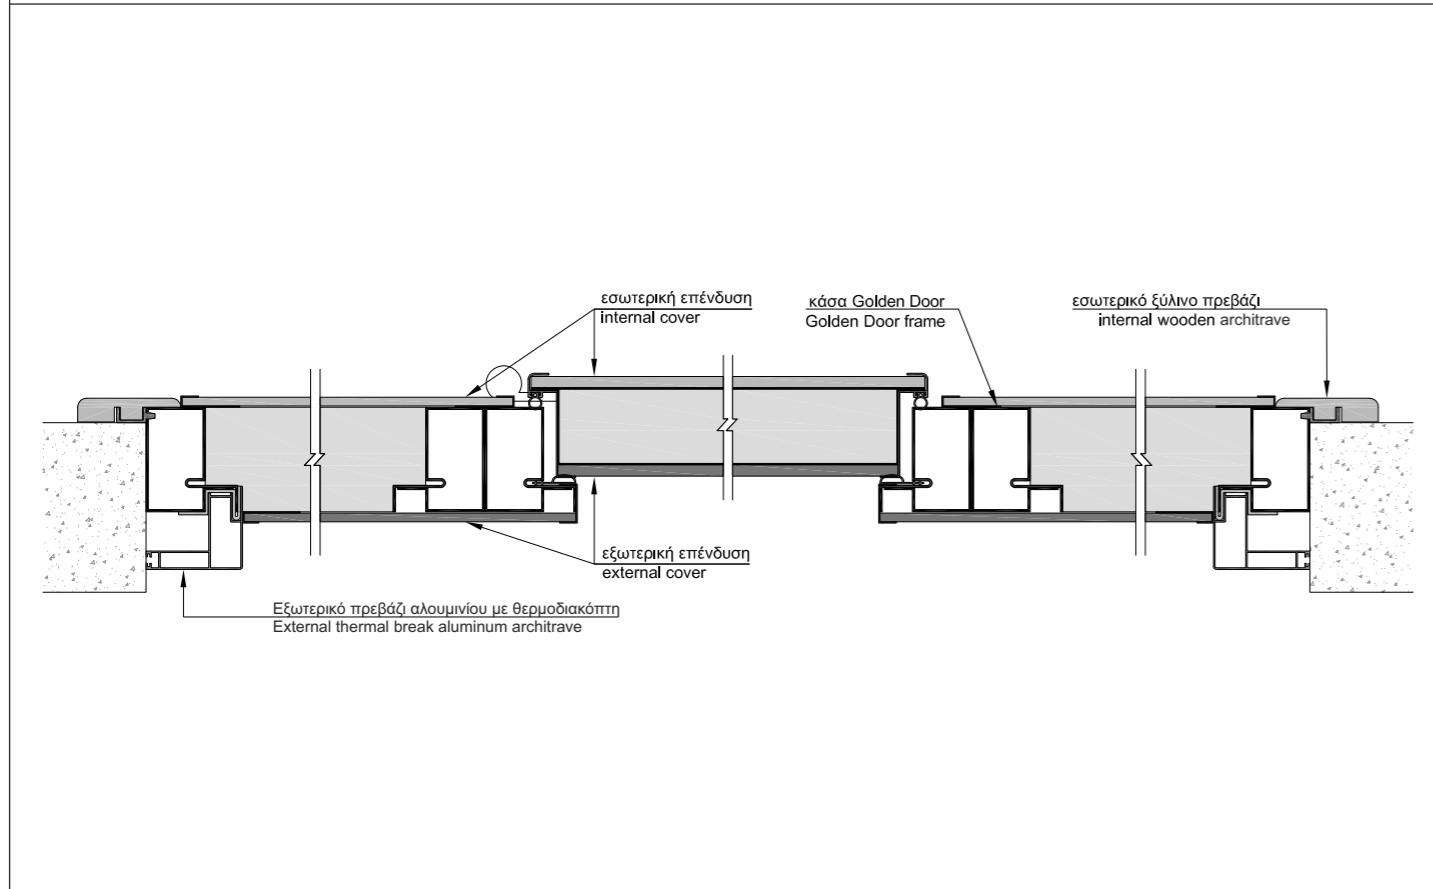 εσωτερική επένδυση
internal cover
κάσα Golden Door
Golden Door frame
εσωτερικό ξύλινο πρεβάζι
internal wooden architrave
εξωτερική επένδυση
external cover
Εξωτερικό πρεβάζι αλουμινίου με θερμοδιακόπτη
External thermal break aluminum architrave